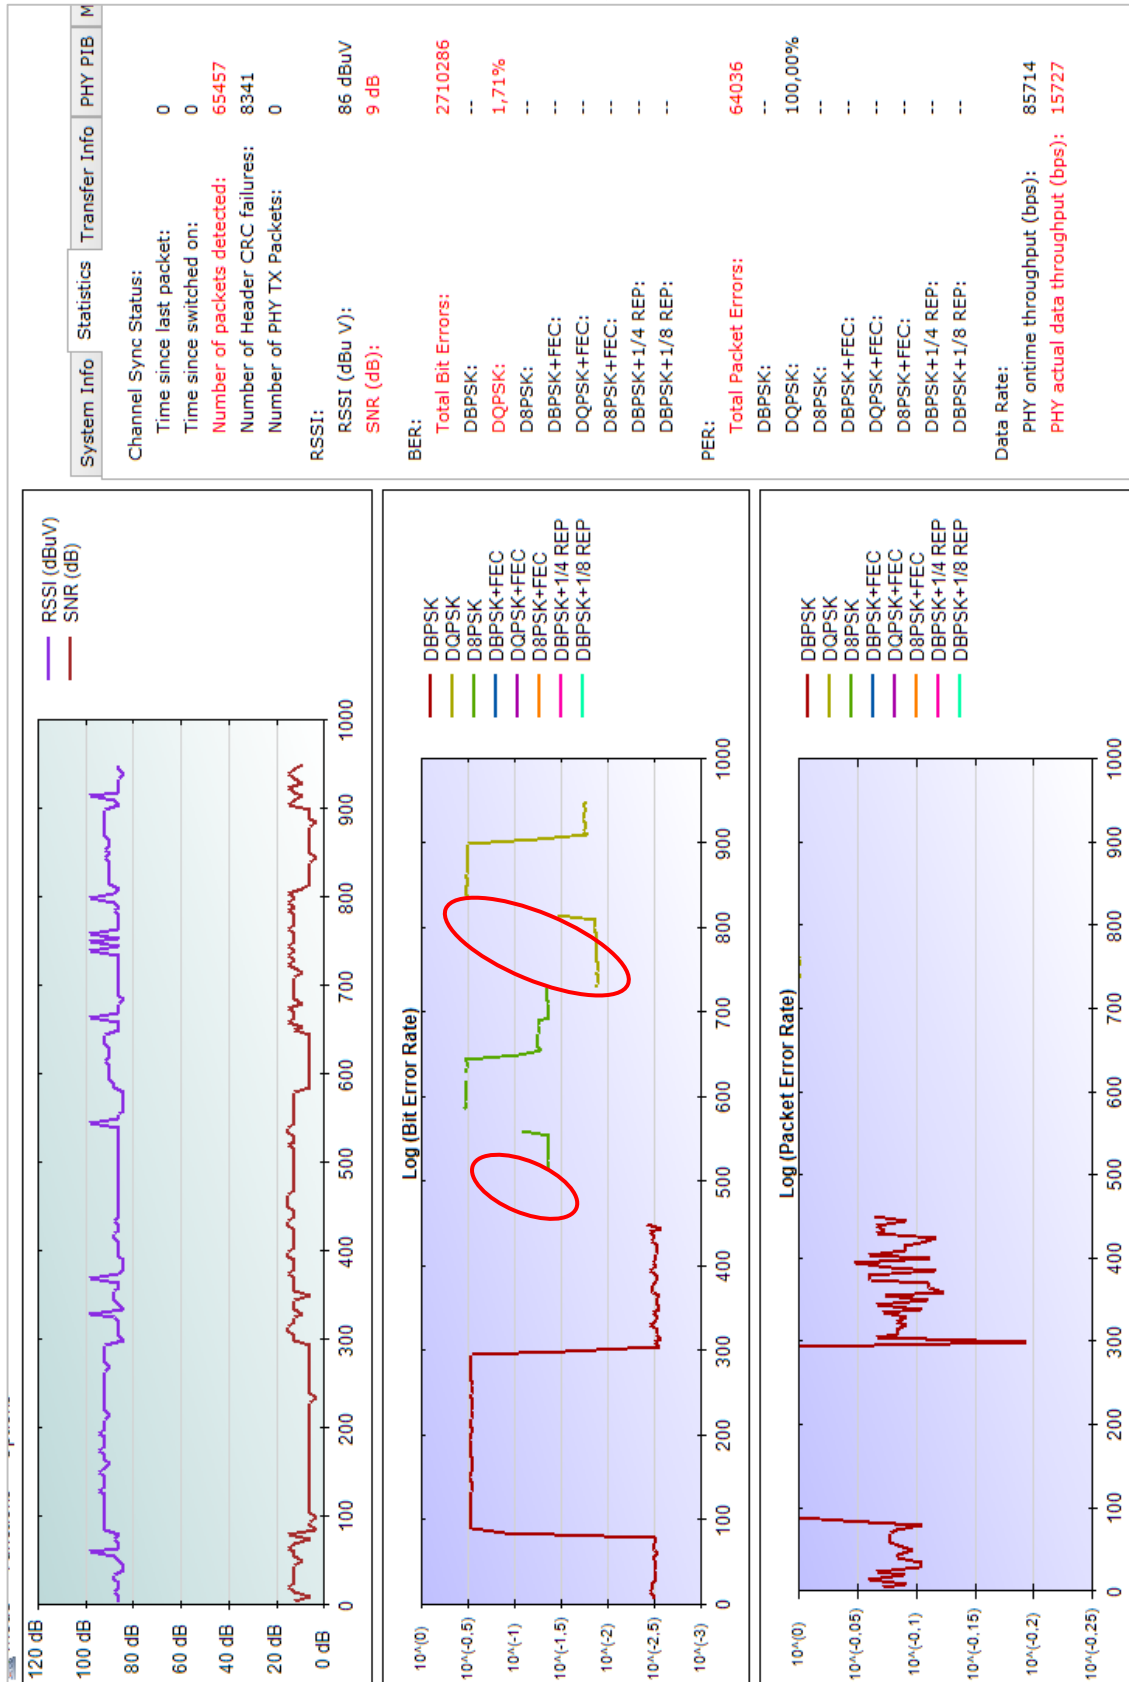 System Info Statistics Transfer Info PHY PIB M
Channel Sync Status:
Time since last packet: 0
Time since switched on: 0
Number of packets detected: 65457
Number of Header CRC failures: 8341
Number of PHY TX Packets: 0
RSSI:
RSSI (dBu V): 86 dBuV
SNR (dB): 9 dB
BER:
Total Bit Errors: 2710286
DBPSK: --
DQPSK: 1,71%
D8PSK: --
DBPSK+FEC: --
DQPSK+FEC: --
D8PSK+FEC: --
DBPSK+1/4 REP: --
DBPSK+1/8 REP: --
PER:
Total Packet Errors: 64036
DBPSK: --
DQPSK: 100,00%
D8PSK: --
DBPSK+FEC: --
DQPSK+FEC: --
D8PSK+FEC: --
DBPSK+1/4 REP: --
DBPSK+1/8 REP: --
Data Rate:
PHY ontime throughput (bps): 85714
PHY actual data throughput (bps): 15727
120 dB
100 dB
80 dB
60 dB
40 dB
20 dB
0 dB
0 100 200 300 400 500 600 700 800 900 1000
RSSI (dBuV)
SNR (dB)
Log (Bit Error Rate)
10^(0)
10^(-0.5)
10^(-1)
10^(-1.5)
10^(-2)
10^(-2.5)
10^(-3)
0 100 200 300 400 500 600 700 800 900 1000
DBPSK
DQPSK
D8PSK
DBPSK+FEC
DQPSK+FEC
D8PSK+FEC
DBPSK+1/4 REP
DBPSK+1/8 REP
Log (Packet Error Rate)
10^(0)
10^(-0.05)
10^(-0.1)
10^(-0.15)
10^(-0.2)
10^(-0.25)
0 100 200 300 400 500 600 700 800 900 1000
DBPSK
DQPSK
D8PSK
DBPSK+FEC
DQPSK+FEC
D8PSK+FEC
DBPSK+1/4 REP
DBPSK+1/8 REP